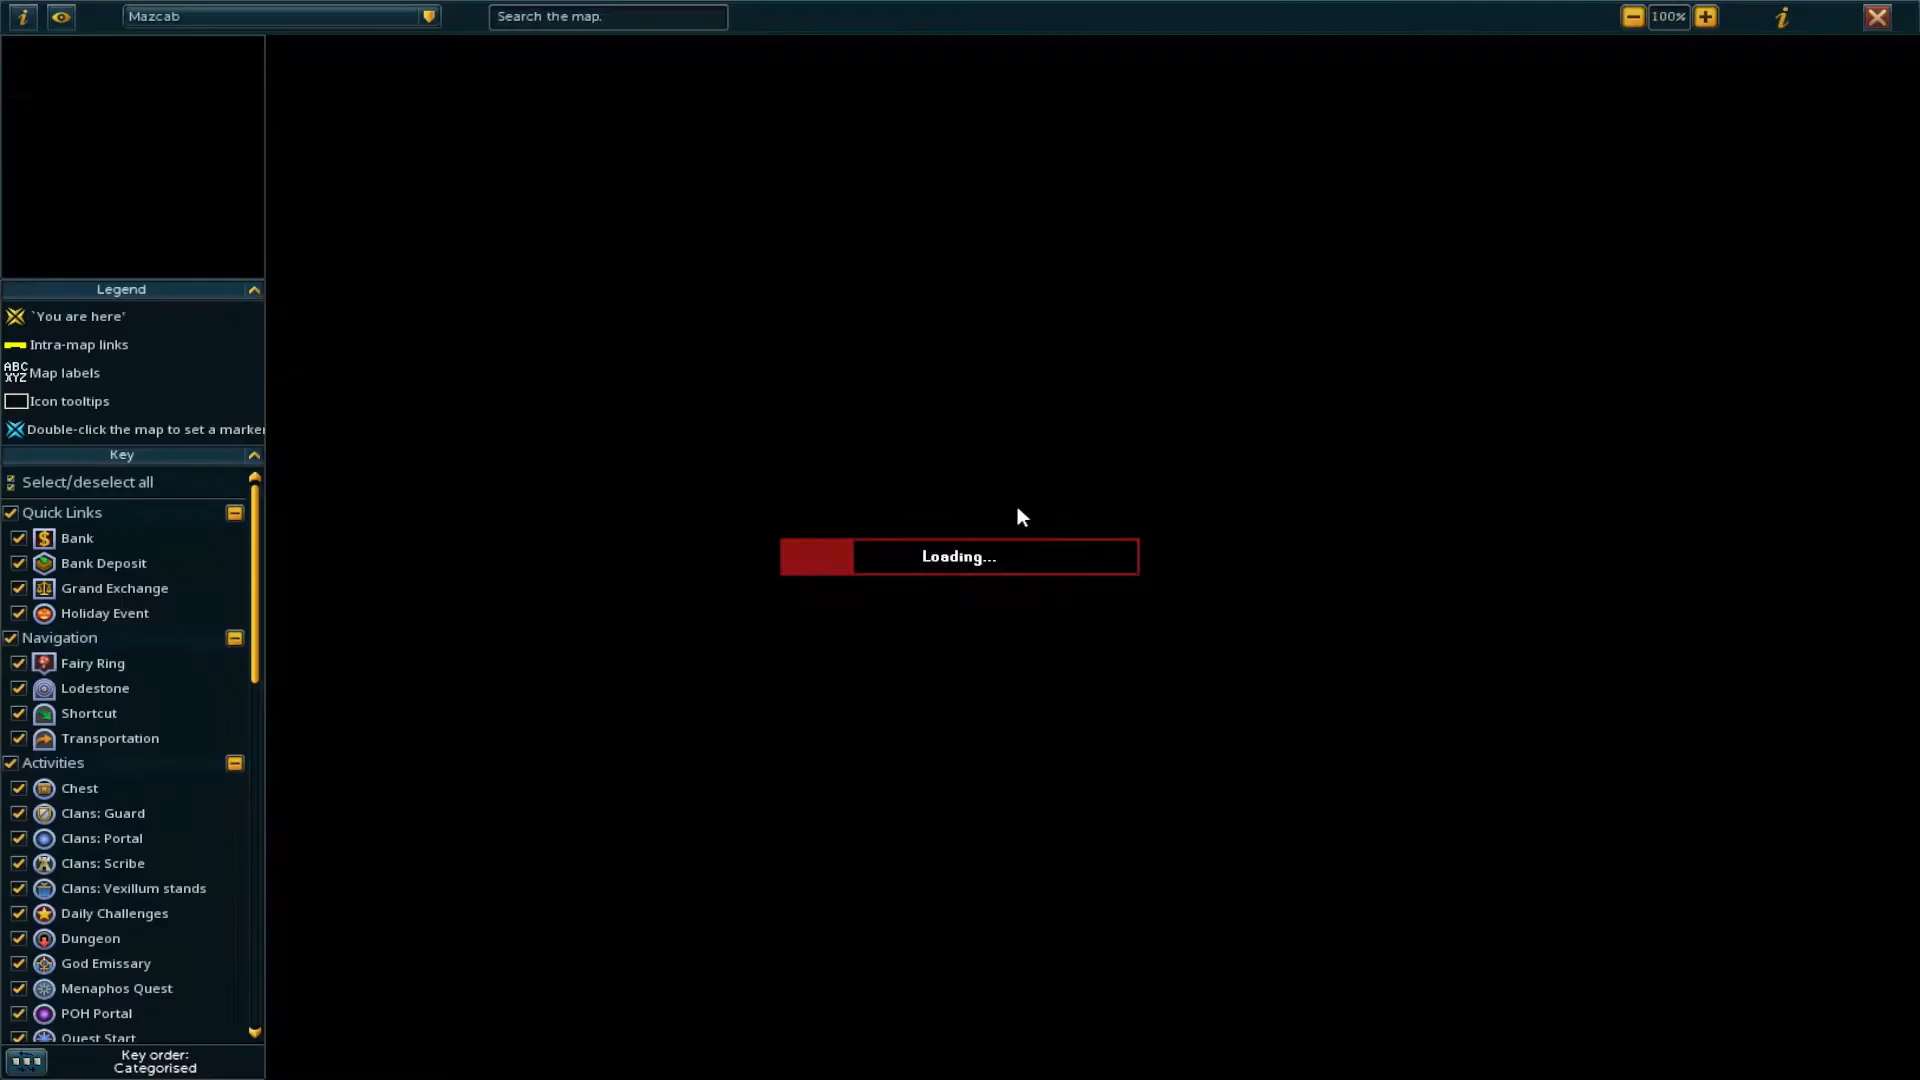 Mazcab
Search the map.
100%
Legend
`You are here'
Intra-map links
ABC
XYZ
Map labels
Icon tooltips
Double-click the map to set a marker
Key
Select/deselect all
Quick Links
Bank
Bank Deposit
Grand Exchange
Holiday Event
Navigation
Fairy Ring
Lodestone
Shortcut
Transportation
Activities
Chest
Clans: Guard
Clans: Portal
Clans: Scribe
Clans: Vexillum stands
Daily Challenges
Dungeon
God Emissary
Menaphos Quest
POH Portal
Quest Start
Key order:
Categorised
Loading...